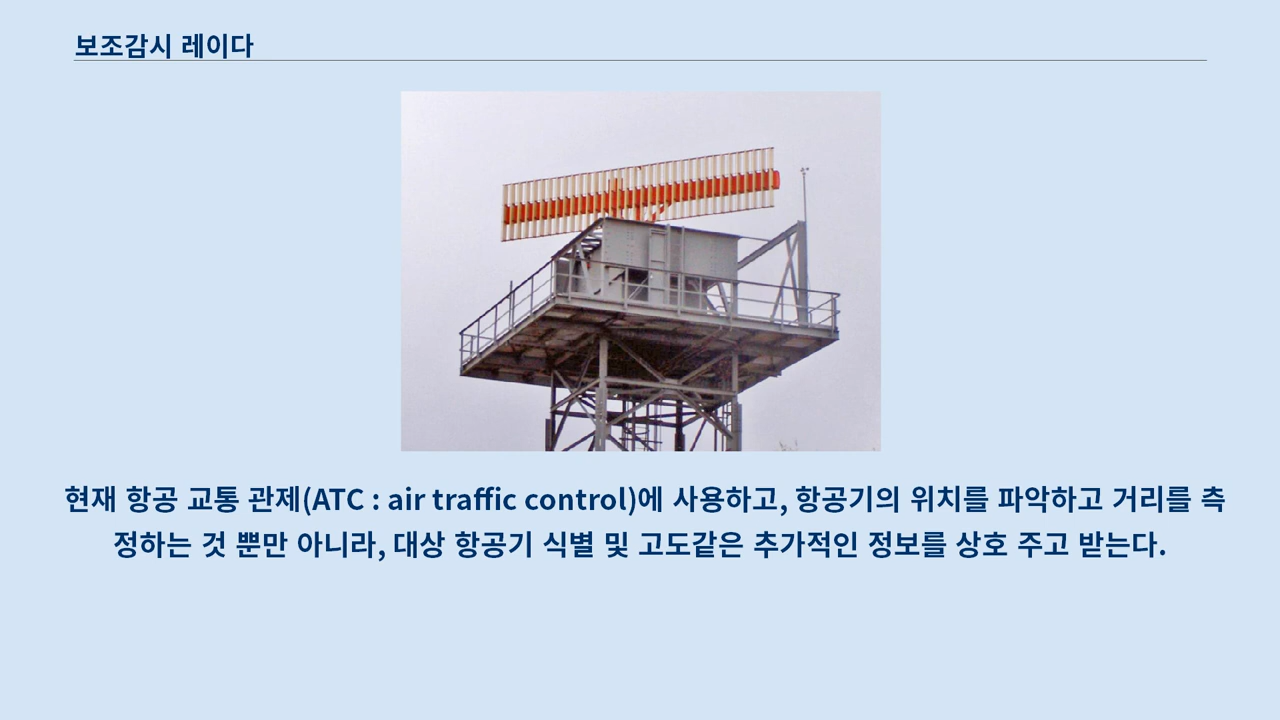 보조감시 레이다
현재 항공 교통 관제(ATC : air traffic control)에 사용하고, 항공기의 위치를 파악하고 거리를 측
정하는 것 뿐만 아니라, 대상 항공기 식별 및 고도같은 추가적인 정보를 상호 주고 받는다.